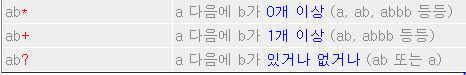 ab* a 다음에 b가 0개 이상 (a, ab, abbb 등등)
ab+ a 다음에 b가 1개 이상 (ab, abbb 등등)
ab? a 다음에 b가 있거나 없거나 (ab 또는 a)